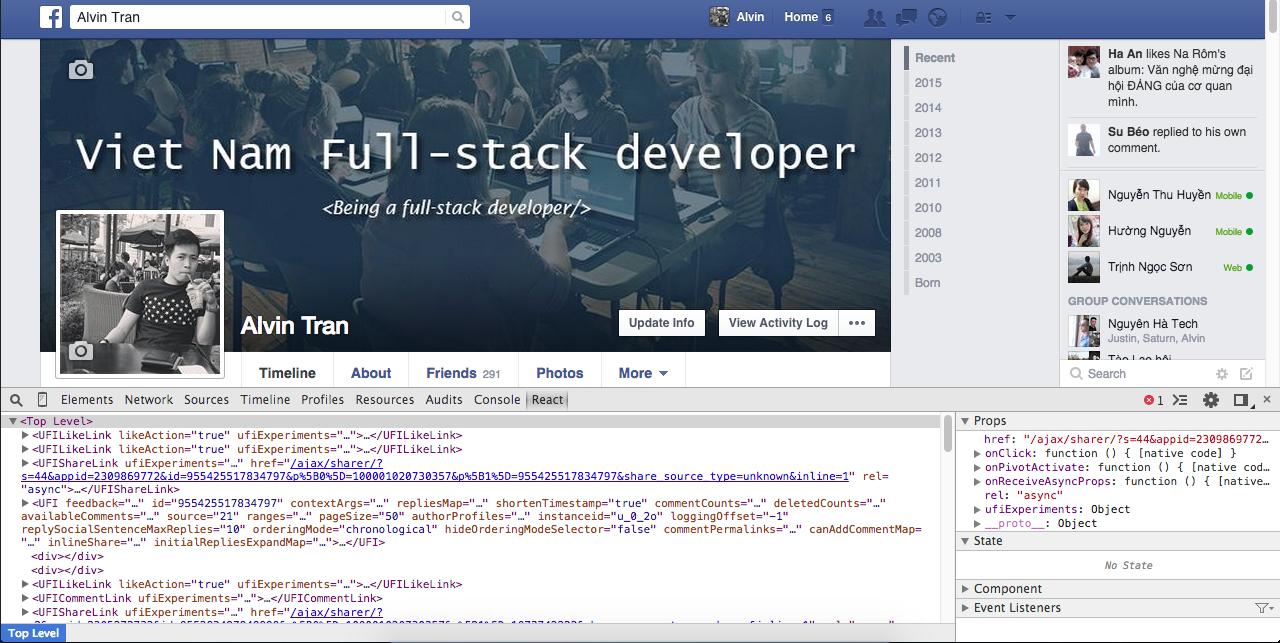 f
Alvin Tran
Alvin
Home 6
Viet Nam Full-stack developer
<Being a full-stack developer/>
Alvin Tran
Update Info
View Activity Log
•••
Timeline
About
Friends 291
Photos
More
Recent
2015
2014
2013
2012
2011
2010
2008
2003
Born
Ha An likes Na Rôm's
album: Văn nghệ mừng đại
hội ĐẢNG của cơ quan
mình.
Su Béo replied to his own
comment.
Nguyễn Thu Huyền Mobile
Hường Nguyễn Mobile
Trịnh Ngọc Sơn Web
GROUP CONVERSATIONS
Nguyên Hà Tech
Justin, Saturn, Alvin
Tào Lao hội
Search
Elements Network Sources Timeline Profiles Resources Audits Console React
1
<Top Level>
<UFILikeLink likeAction="true" ufiExperiments="…">…</UFILikeLink>
<UFILikeLink likeAction="true" ufiExperiments="…">…</UFILikeLink>
<UFIShareLink ufiExperiments="…" href="/ajax/sharer/?
s=44&appid=2309869772&id=955425517834797&p%5B0%5D=100001020730357&p%5B1%5D=955425517834797&share_source_type=unknown&inline=1" rel=
"async">…</UFIShareLink>
<UFI feedback="…" id="955425517834797" contextArgs="…" repliesMap="…" shortenTimestamp="true" commentCounts="…" deletedCounts="…"
availableComments="…" source="21" ranges="…" pageSize="50" authorProfiles="…" instanceid="u_0_2o" loggingOffset="-1"
replySocialSentenceMaxReplies="10" orderingMode="chronological" hideOrderingModeSelector="false" commentPermalinks="…" canAddCommentMap=
"…" inlineShare="…" initialRepliesExpandMap="…">…</UFI>
<div></div>
<div></div>
<UFILikeLink likeAction="true" ufiExperiments="…">…</UFILikeLink>
<UFICommentLink ufiExperiments="…">…</UFICommentLink>
<UFIShareLink ufiExperiments="…" href="/ajax/sharer/?
Top Level
Props
href: "/ajax/sharer/?s=44&appid=2309869772…
onClick: function () { [native code] }
onPivotActivate: function () { [native cod…
onReceiveAsyncProps: function () { [native…
rel: "async"
ufiExperiments: Object
__proto__: Object
State
No State
Component
Event Listeners